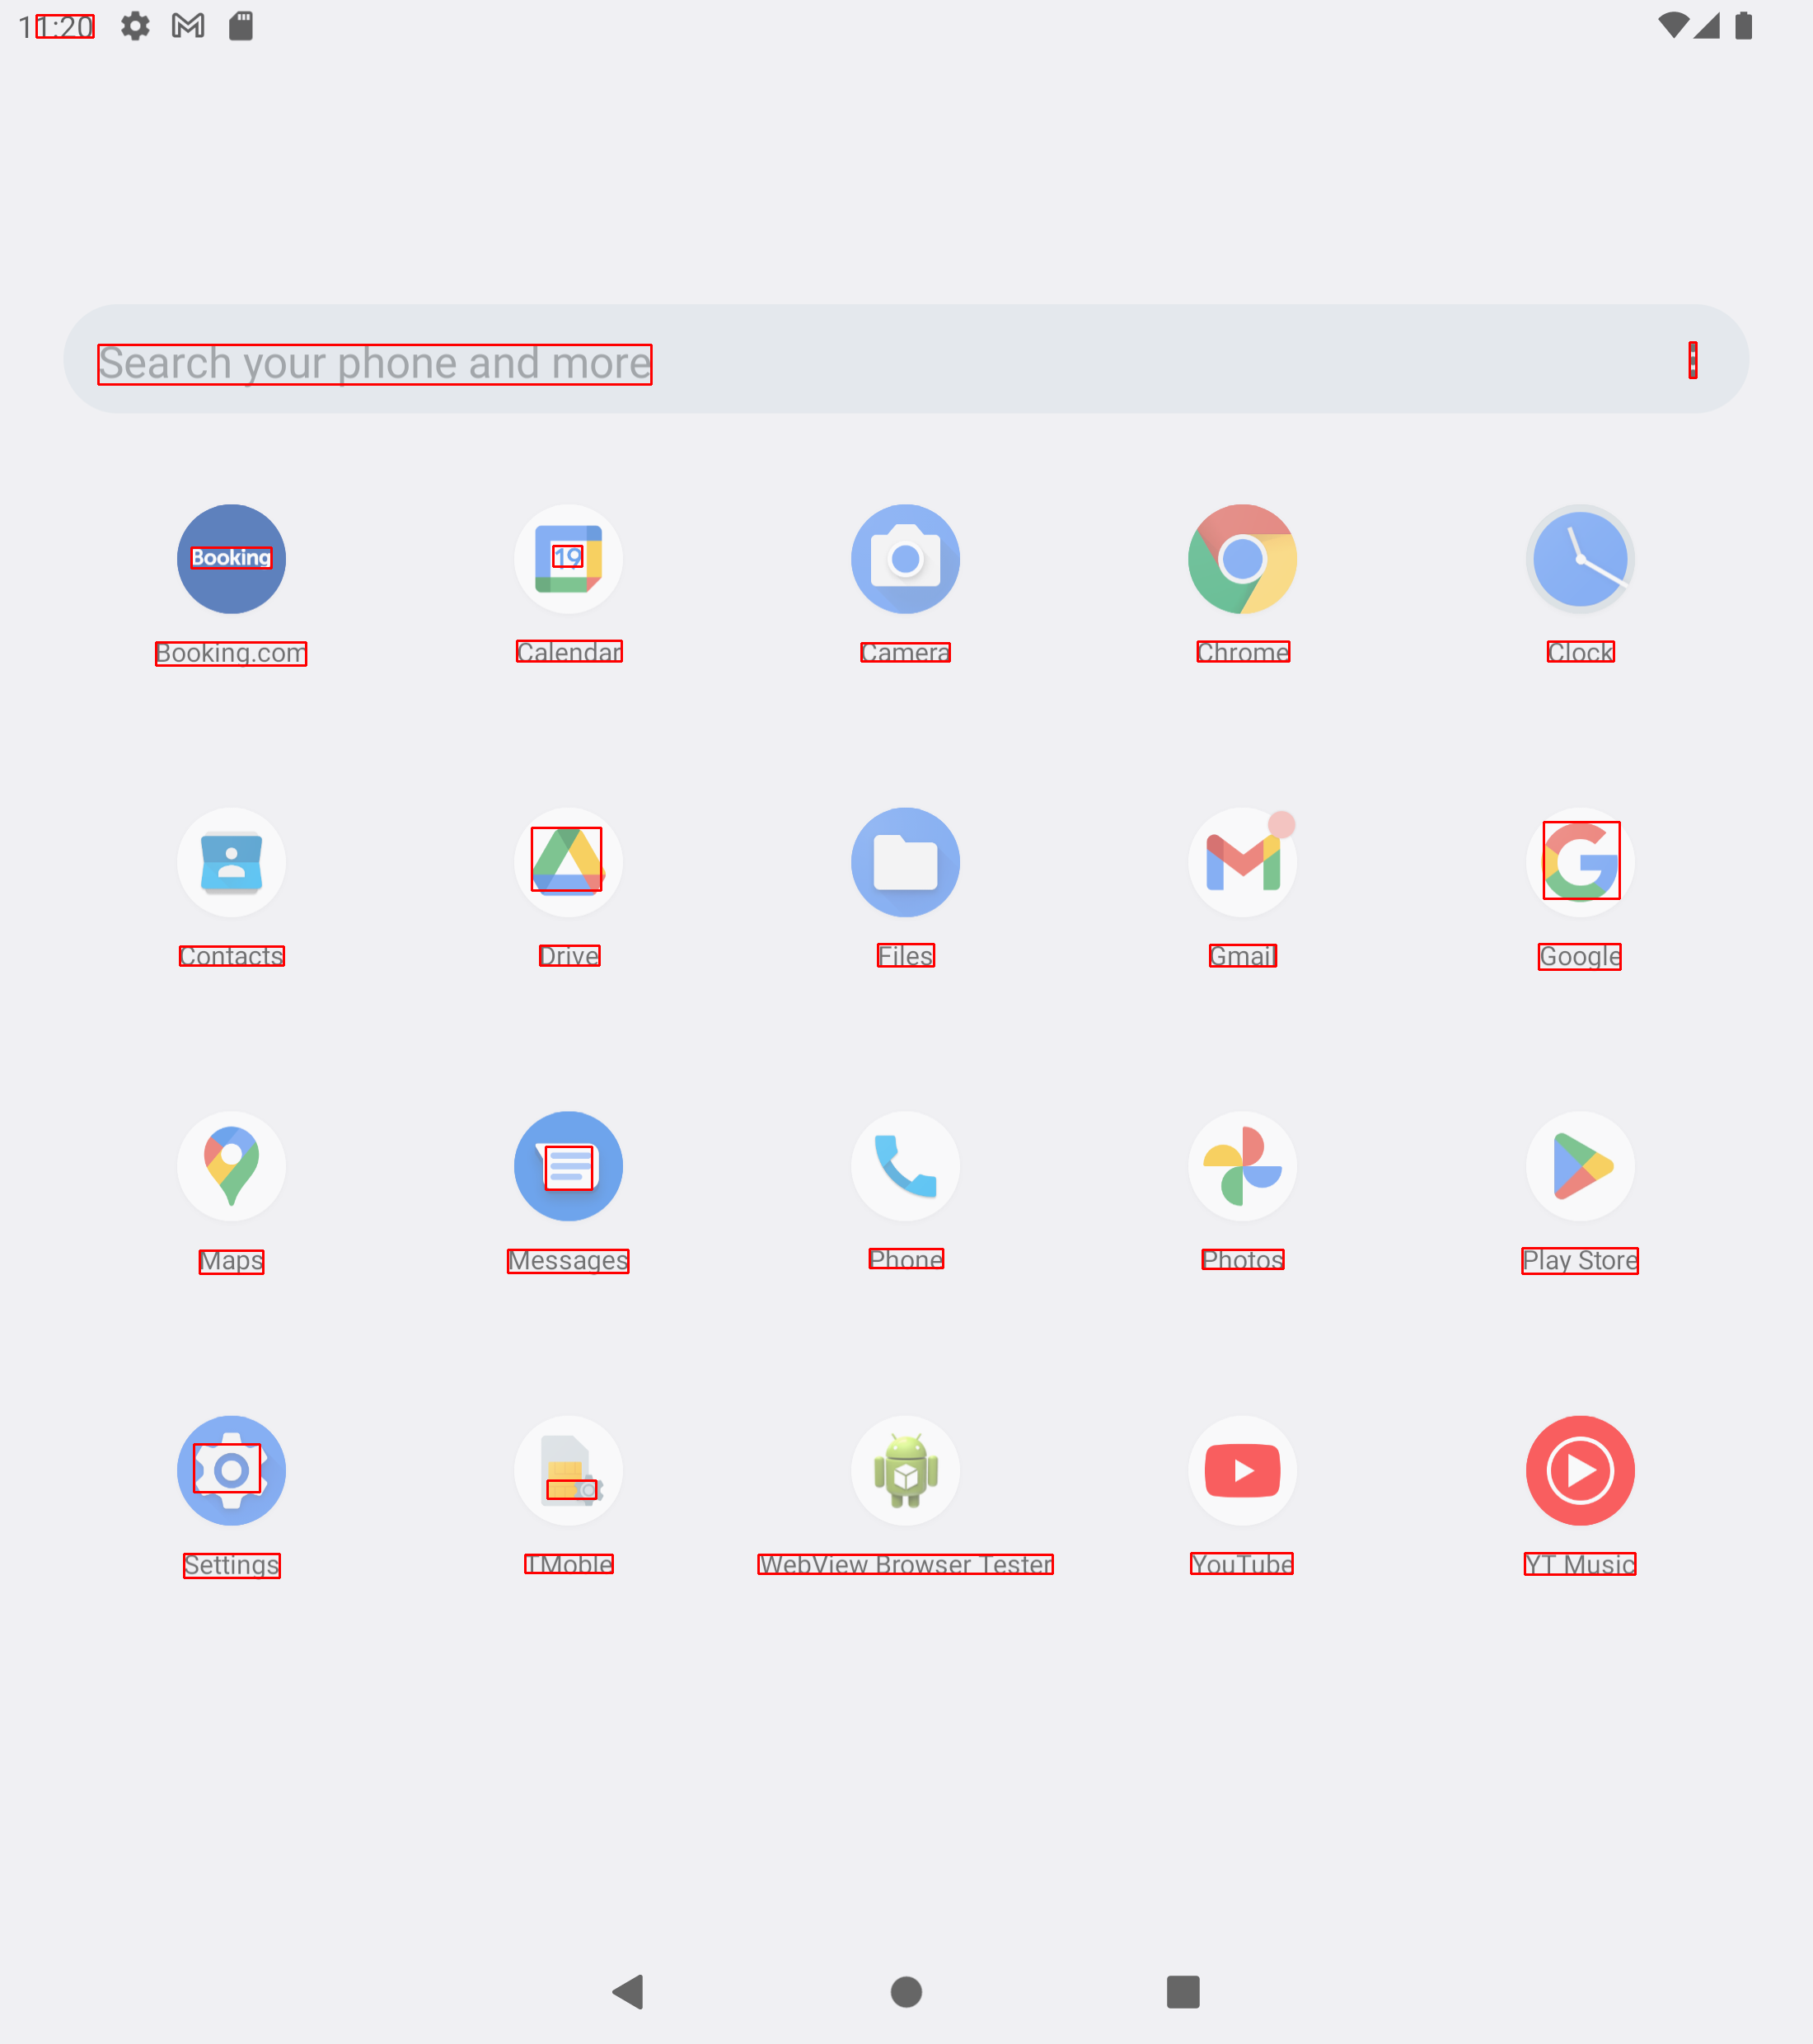 11:20
Search your phone and more
Booking
19
Booking.com
Calendar
Camera
Chrome
Clock
Contacts
Drive
Files
Gmail
Google
Maps
Messages
Phone
Photos
Play Store
Settings
TMoble
WebView Browser Tester
YouTube
YT Music